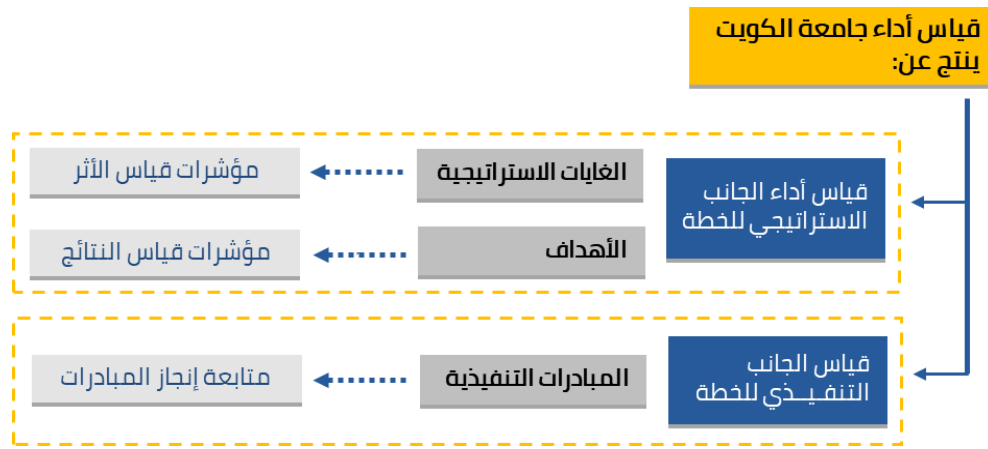 قياس أداء جامعة الكويت
ينتج عن:
قياس أداء الجانب
الاستراتيجي للخطة
الغايات الاستراتيجية
مؤشرات قياس الأثر
الأهداف
مؤشرات قياس النتائج
قياس الجانب
التنفـيــذي للخطة
المبادرات التنفيذية
متابعة إنجاز المبادرات